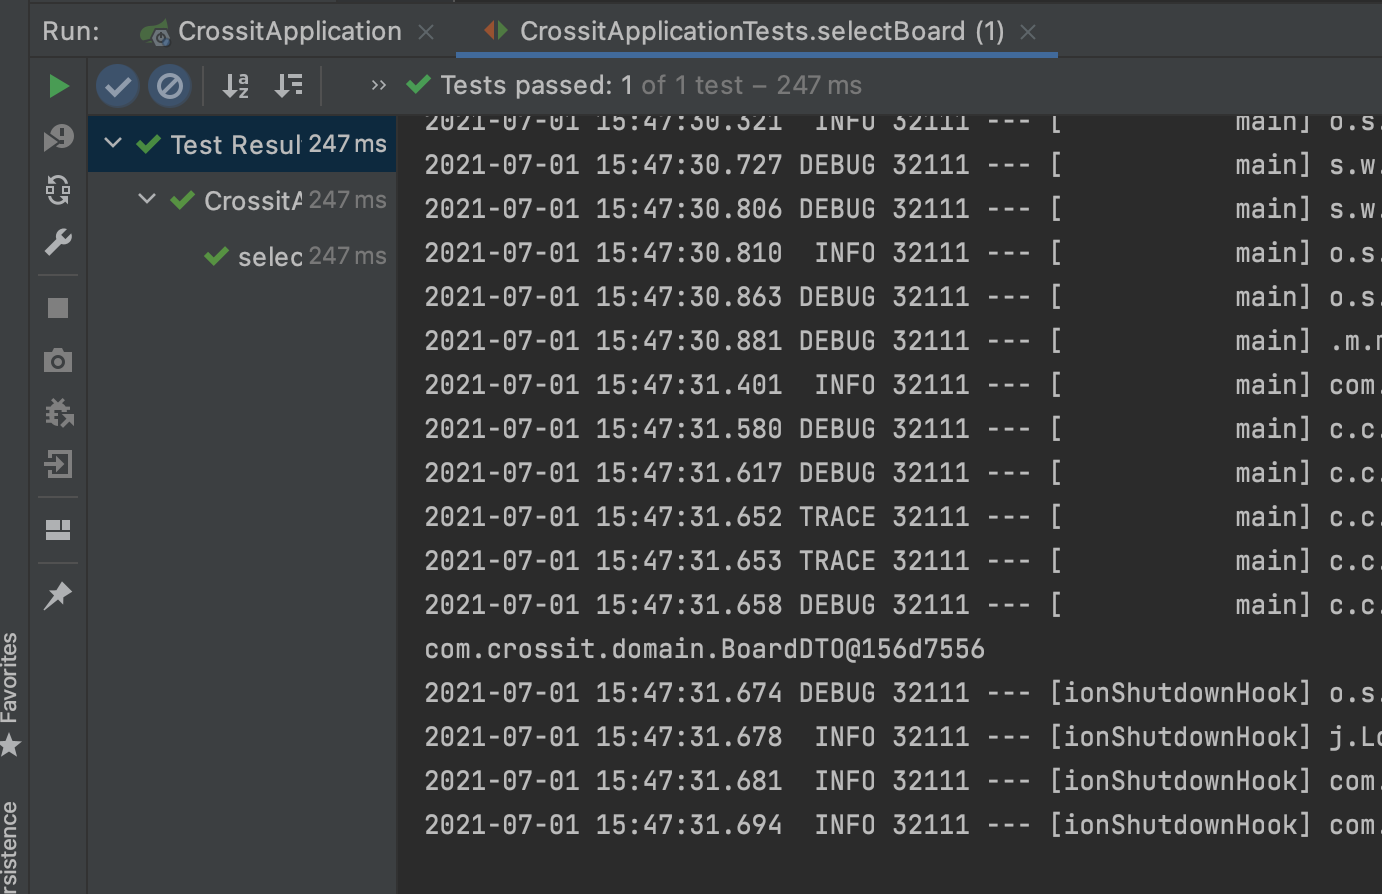 Run: CrossitApplication CrossitApplicationTests.selectBoard (1)
Tests passed: 1 of 1 test – 247 ms
Test Resul 247 ms
CrossitA 247 ms
selec 247 ms
2021-07-01 15:47:30.321  INFO 32111 --- [           main] o.s.
2021-07-01 15:47:30.727 DEBUG 32111 --- [           main] s.w.
2021-07-01 15:47:30.806 DEBUG 32111 --- [           main] s.w.
2021-07-01 15:47:30.810  INFO 32111 --- [           main] o.s.
2021-07-01 15:47:30.863 DEBUG 32111 --- [           main] o.s.
2021-07-01 15:47:30.881 DEBUG 32111 --- [           main] .m.m
2021-07-01 15:47:31.401  INFO 32111 --- [           main] com.
2021-07-01 15:47:31.580 DEBUG 32111 --- [           main] c.c.
2021-07-01 15:47:31.617 DEBUG 32111 --- [           main] c.c.
2021-07-01 15:47:31.652 TRACE 32111 --- [           main] c.c.
2021-07-01 15:47:31.653 TRACE 32111 --- [           main] c.c.
2021-07-01 15:47:31.658 DEBUG 32111 --- [           main] c.c.
com.crossit.domain.BoardDTO@156d7556
2021-07-01 15:47:31.674 DEBUG 32111 --- [ionShutdownHook] o.s.
2021-07-01 15:47:31.678  INFO 32111 --- [ionShutdownHook] j.Lo
2021-07-01 15:47:31.681  INFO 32111 --- [ionShutdownHook] com.
2021-07-01 15:47:31.694  INFO 32111 --- [ionShutdownHook] com.
Favorites
rsistence